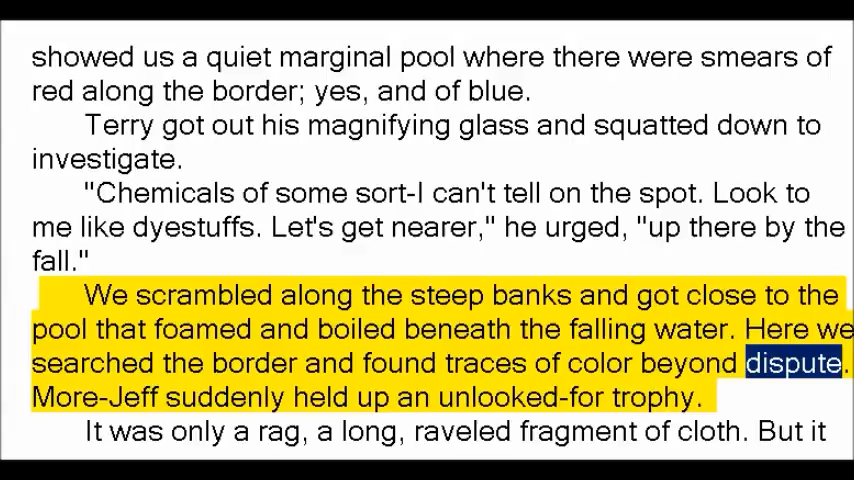 showed us a quiet marginal pool where there were smears of
red along the border; yes, and of blue.
Terry got out his magnifying glass and squatted down to
investigate.
"Chemicals of some sort-I can't tell on the spot. Look to
me like dyestuffs. Let's get nearer," he urged, "up there by the
fall."
We scrambled along the steep banks and got close to the
pool that foamed and boiled beneath the falling water. Here we
searched the border and found traces of color beyond dispute.
More-Jeff suddenly held up an unlooked-for trophy.
It was only a rag, a long, raveled fragment of cloth. But it